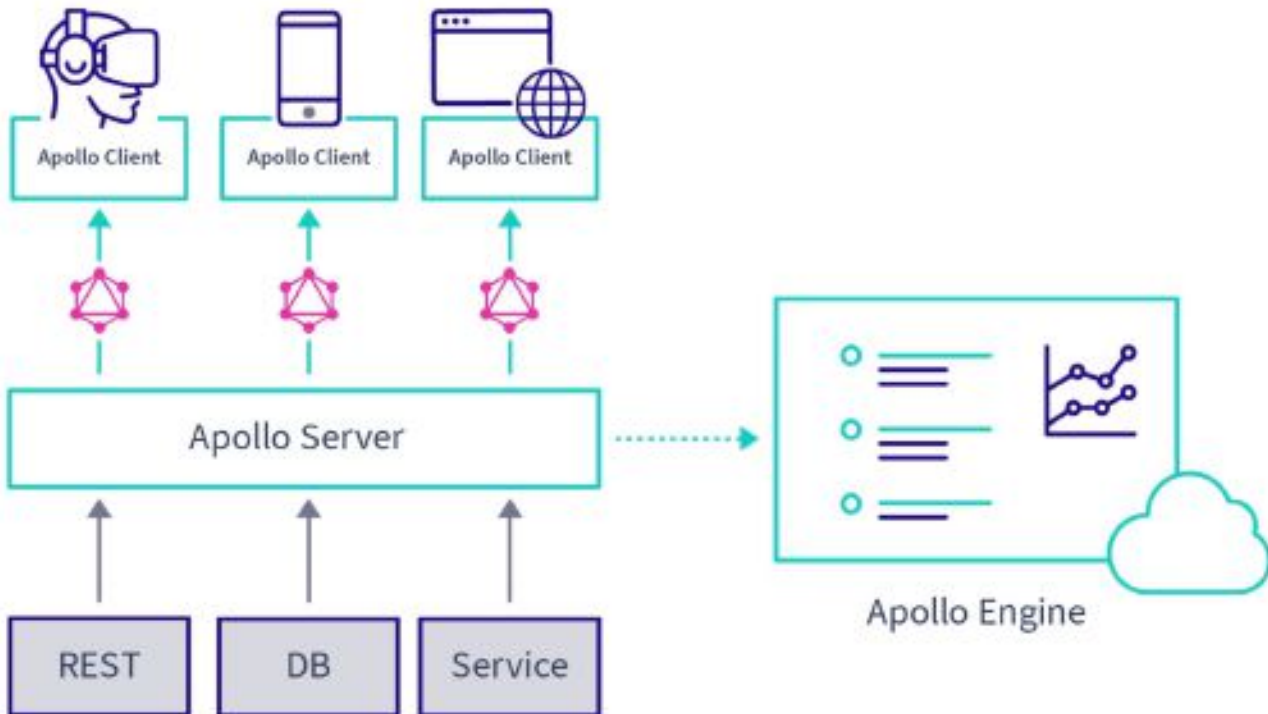 Apollo Client
Apollo Client
Apollo Client
Apollo Server
Apollo Engine
REST
DB
Service